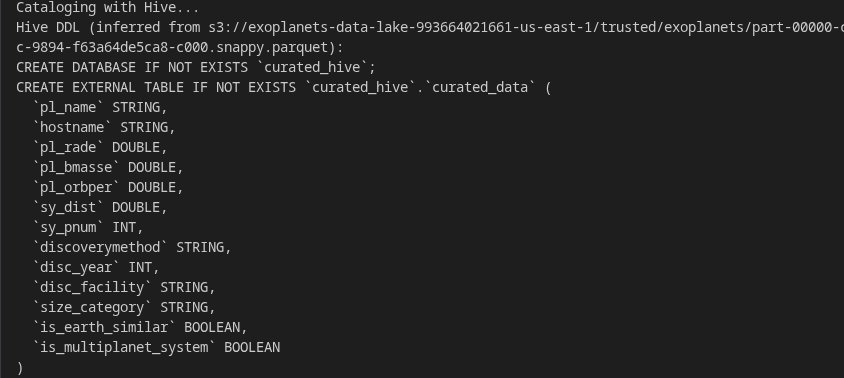 Cataloging with Hive...
Hive DDL (inferred from s3://exoplanets-data-lake-993664021661-us-east-1/trusted/exoplanets/part-00000-
c-9894-f63a64de5ca8-c000.snappy.parquet):
CREATE DATABASE IF NOT EXISTS `curated_hive`;
CREATE EXTERNAL TABLE IF NOT EXISTS `curated_hive`.`curated_data` (
  `pl_name` STRING,
  `hostname` STRING,
  `pl_rade` DOUBLE,
  `pl_bmasse` DOUBLE,
  `pl_orbper` DOUBLE,
  `sy_dist` DOUBLE,
  `sy_pnum` INT,
  `discoverymethod` STRING,
  `disc_year` INT,
  `disc_facility` STRING,
  `size_category` STRING,
  `is_earth_similar` BOOLEAN,
  `is_multiplanet_system` BOOLEAN
)